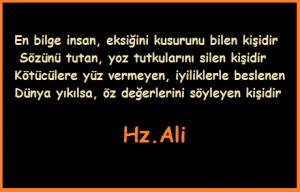 En bilge insan, eksiğini kusurunu bilen kişidir
Sözünü tutan, yoz tutkularını silen kişidir
Kötücülere yüz vermeyen, iyiliklerle beslenen
Dünya yıkılsa, öz değerlerini söyleyen kişidir
Hz.Ali